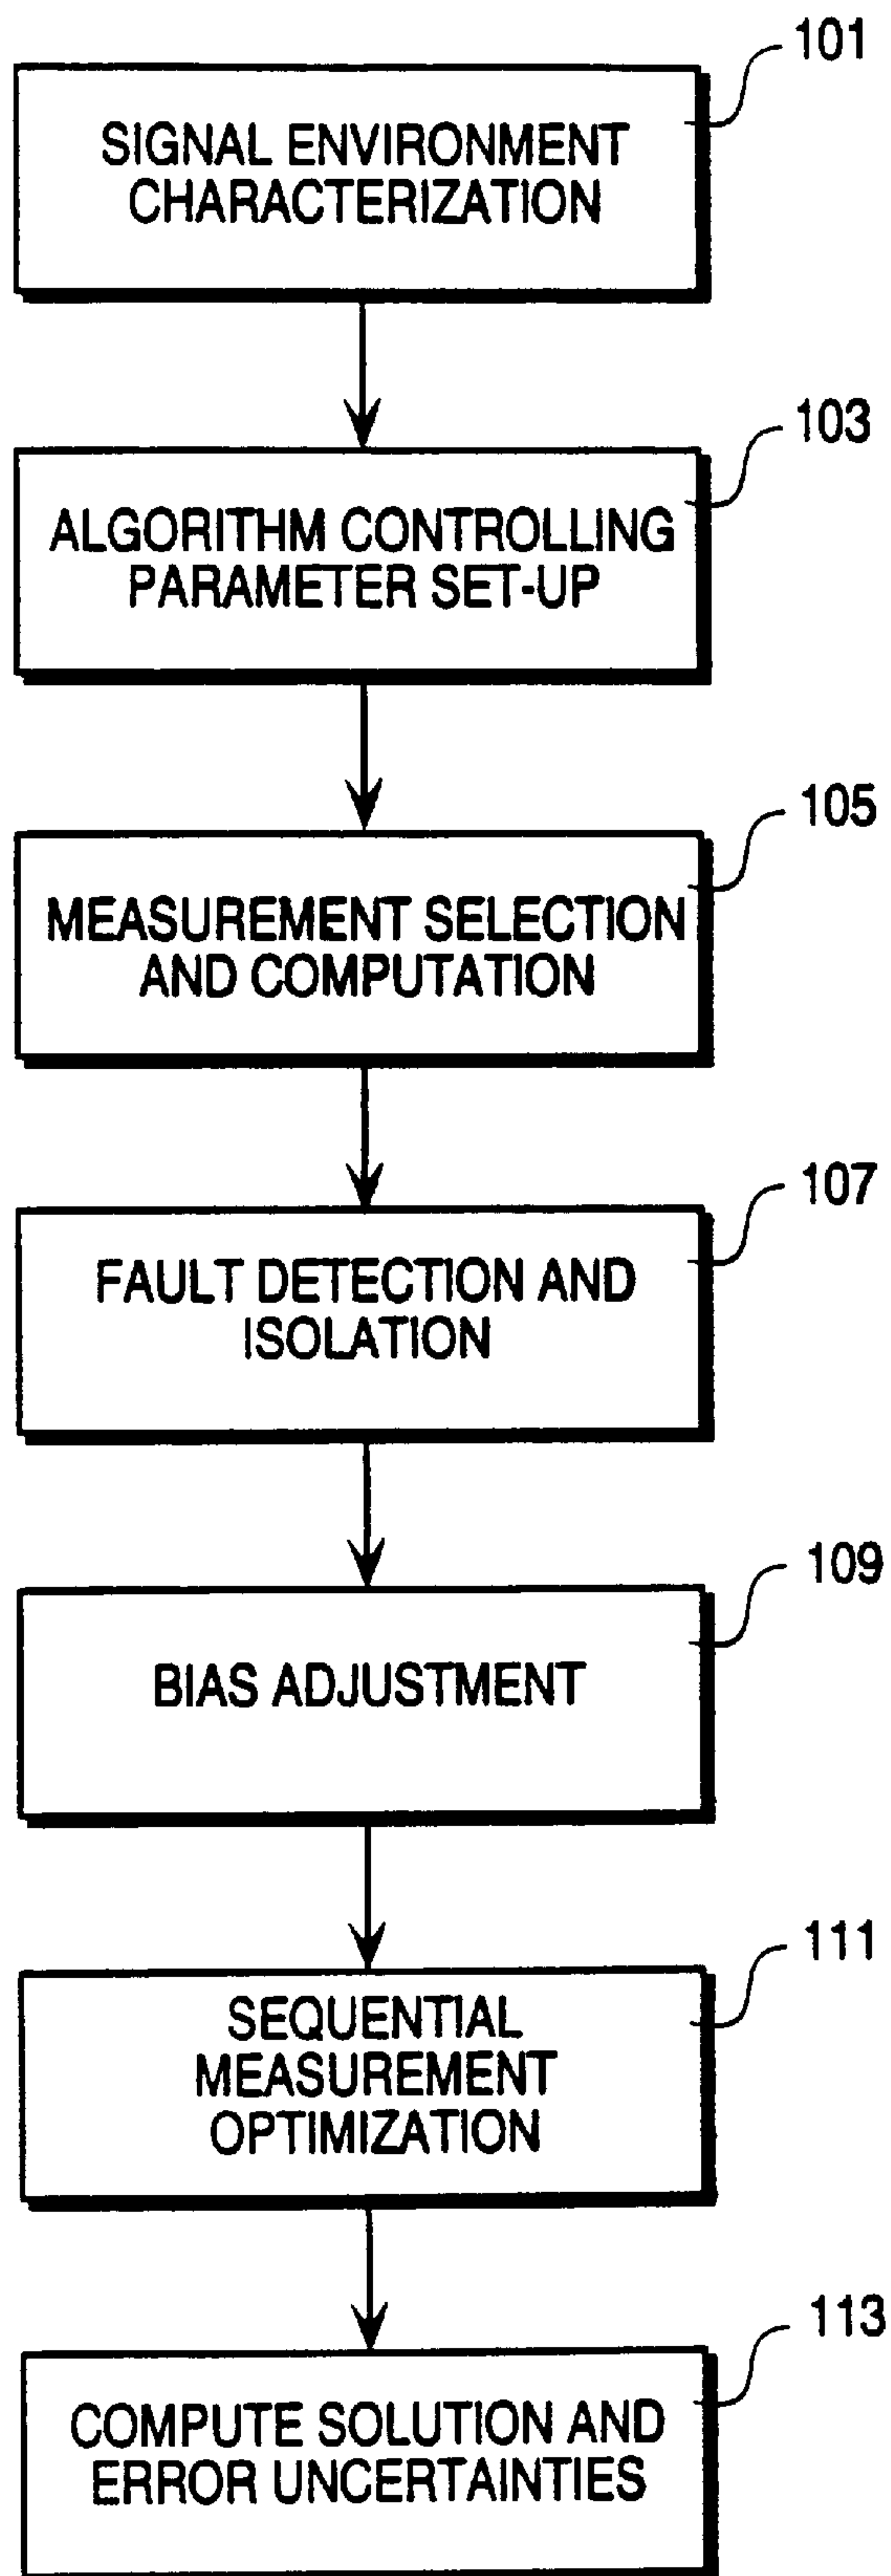 101
SIGNAL ENVIRONMENT
CHARACTERIZATION
103
ALGORITHM CONTROLLING
PARAMETER SET-UP
105
MEASUREMENT SELECTION
AND COMPUTATION
107
FAULT DETECTION AND
ISOLATION
109
BIAS ADJUSTMENT
111
SEQUENTIAL
MEASUREMENT
OPTIMIZATION
113
COMPUTE SOLUTION AND
ERROR UNCERTAINTIES